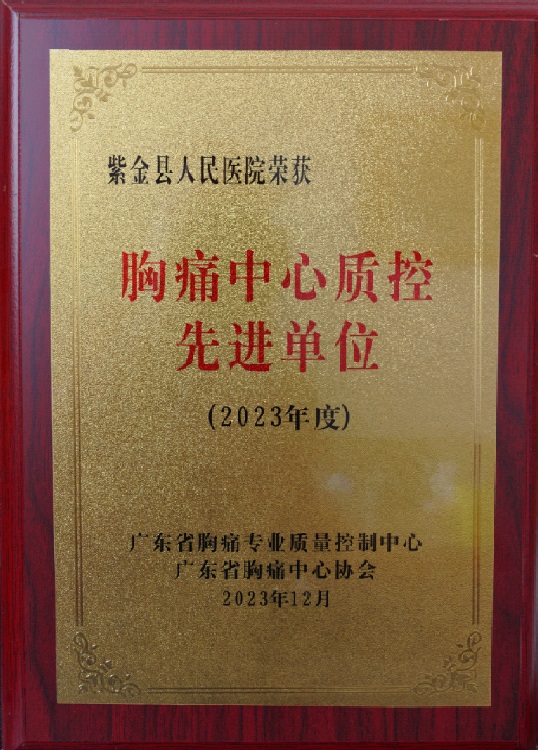 紫金县人民医院荣获
胸痛中心质控
先进单位
(2023年度)
广东省胸痛专业质量控制中心
广东省胸痛中心协会
2023年12月